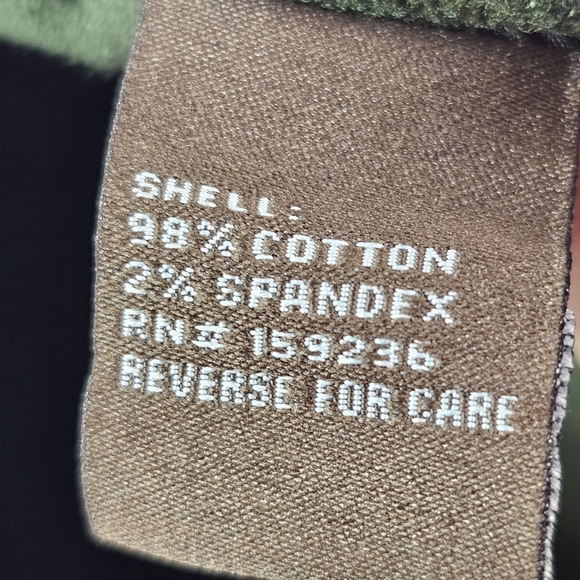 SHELL:
98% COTTON
2% SPANDEX
RN# 159236
REVERSE FOR CARE